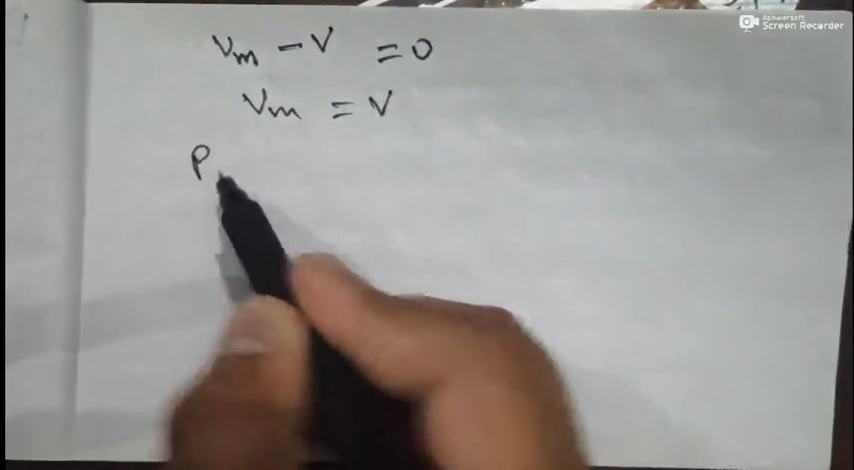 Vm - V = 0
Vm = V
P
Apowersoft
Screen Recorder